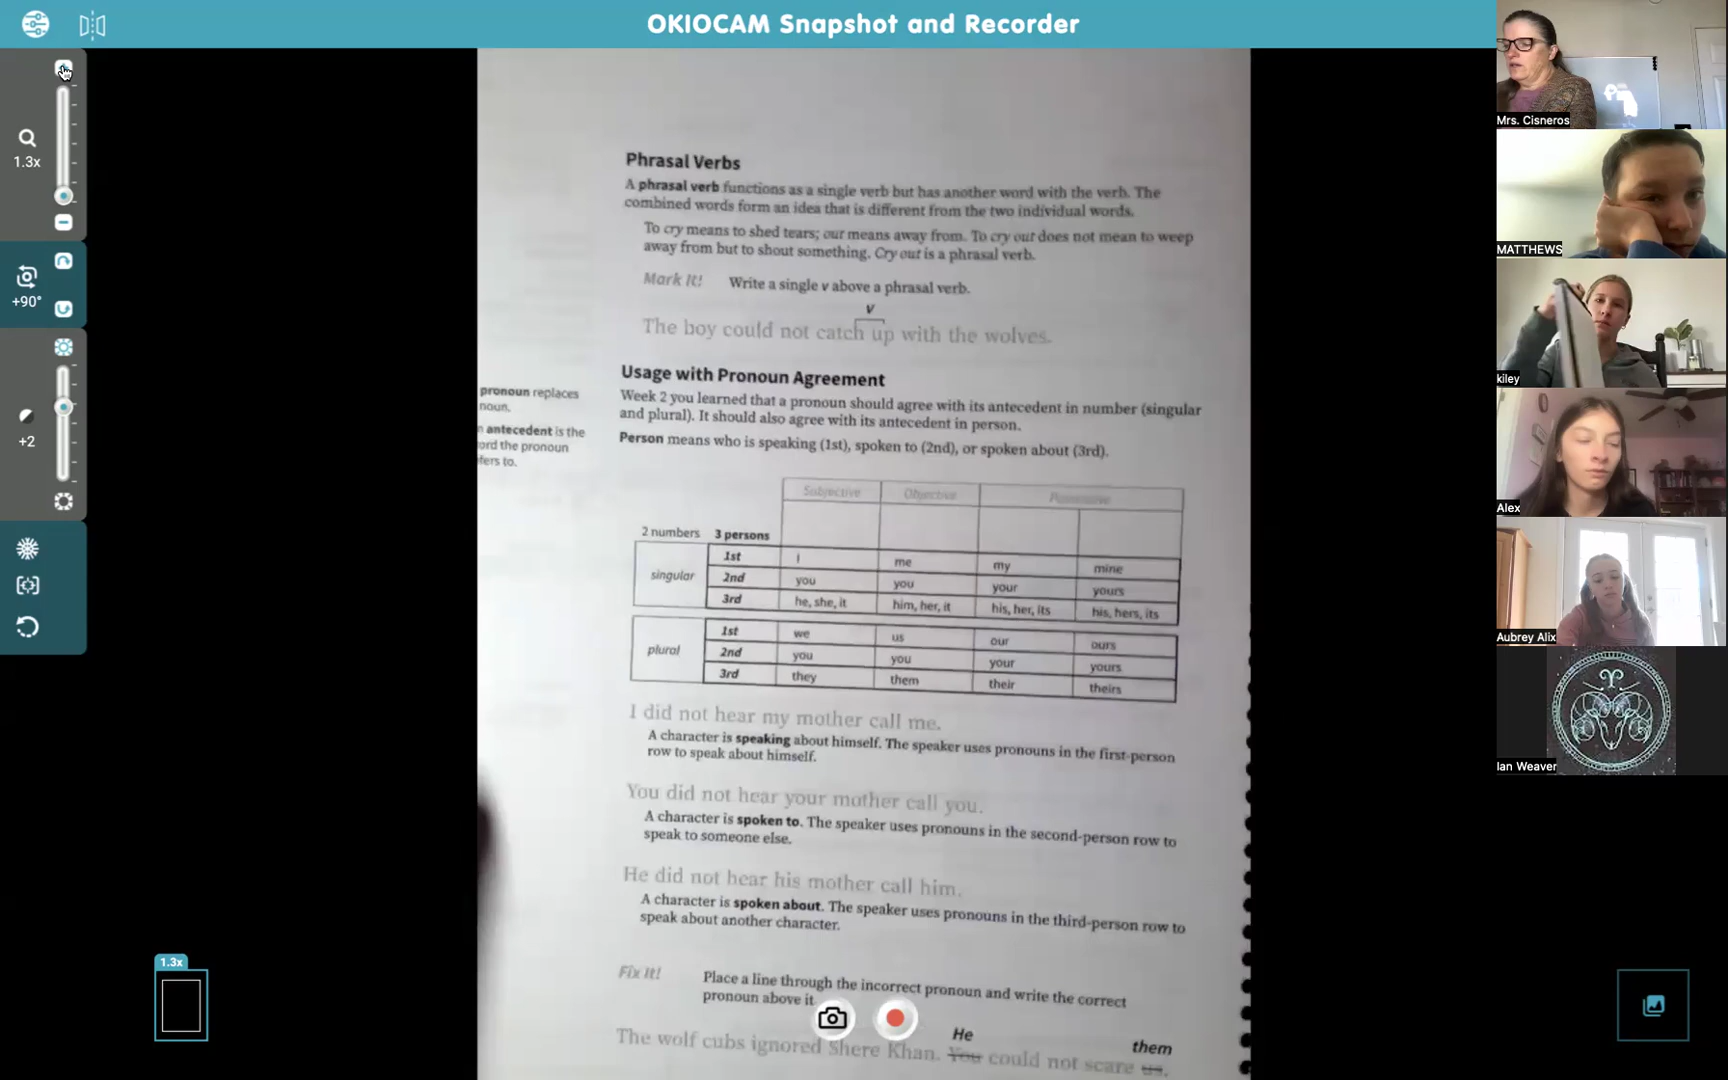 OKIOCAM Snapshot and Recorder
1.3x
+90°
+2
1.3x
Phrasal Verbs
A phrasal verb functions as a single verb but has another word with the verb. The
combined words form an idea that is different from the two individual words.
To cry means to shed tears; out means away from. To cry out does not mean to weep
away from but to shout something. Cry out is a phrasal verb.
Mark It! Write a single v above a phrasal verb.
v
The boy could not catch up with the wolves.
Usage with Pronoun Agreement
Week 2 you learned that a pronoun should agree with its antecedent in number (singular
and plural). It should also agree with its antecedent in person.
Person means who is speaking (1st), spoken to (2nd), or spoken about (3rd).
pronoun replaces
noun.
antecedent is the
ord the pronoun
fers to.
Subjective Objective Possessive
2 numbers 3 persons
singular
1st I me my mine
2nd you you your yours
3rd he, she, it him, her, it his, her, its his, hers, its
plural
1st we us our ours
2nd you you your yours
3rd they them their theirs
I did not hear my mother call me.
A character is speaking about himself. The speaker uses pronouns in the first-person
row to speak about himself.
You did not hear your mother call you.
A character is spoken to. The speaker uses pronouns in the second-person row to
speak to someone else.
He did not hear his mother call him.
A character is spoken about. The speaker uses pronouns in the third-person row to
speak about another character.
Fix It! Place a line through the incorrect pronoun and write the correct
pronoun above it
He them
The wolf cubs ignored Shere Khan. You could not scare us.
Mrs. Cisneros
MATTHEWS
kiley
Alex
Aubrey Alix
Ian Weaver